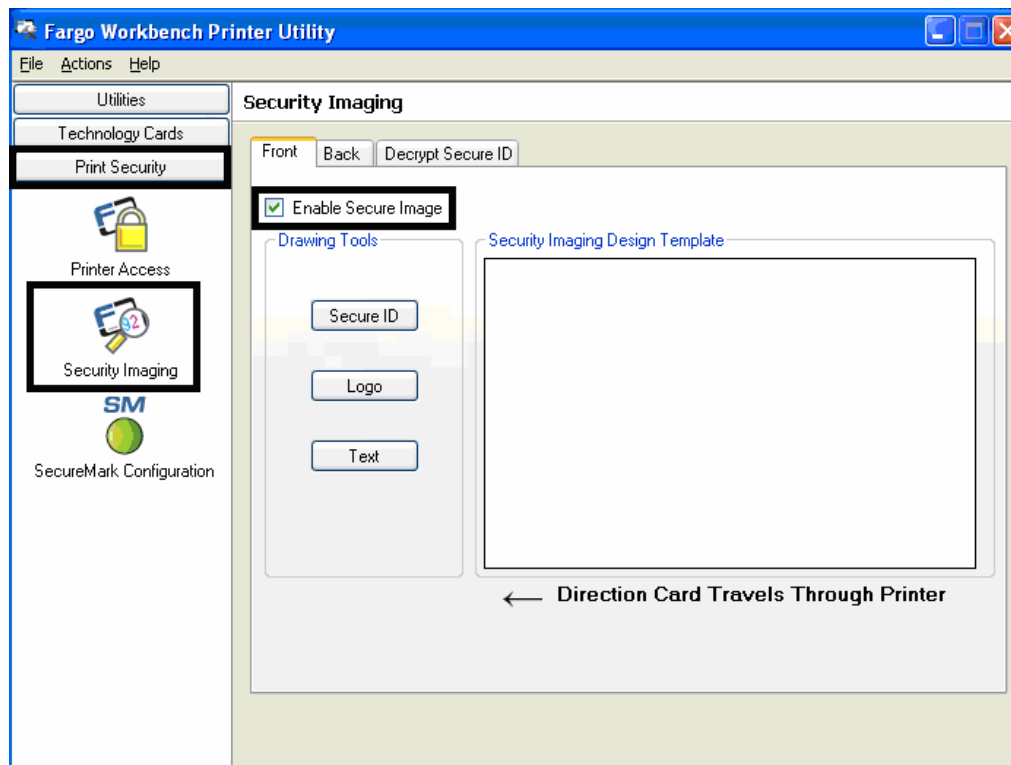 Fargo Workbench Printer Utility
File Actions Help
Utilities
Technology Cards
Print Security
Printer Access
Security Imaging
SM
SecureMark Configuration
Security Imaging
Front Back Decrypt Secure ID
Enable Secure Image
Drawing Tools
Secure ID
Logo
Text
Security Imaging Design Template
← Direction Card Travels Through Printer